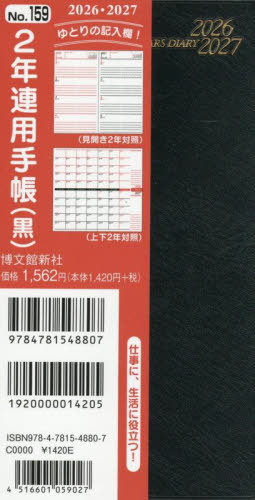 No.159
2年連用手帳(黒)
2026・2027
ゆとりの記入欄!
(見開き2年対照)
(上下2年対照)
博文館新社
価格 1,562円(本体1,420円+税)
9784781548807
1920000014205
ISBN978-4-7815-4880-7
C0000 ¥1420E
4516601059027
仕事に、生活に役立つ!
2026
DIARY 2027